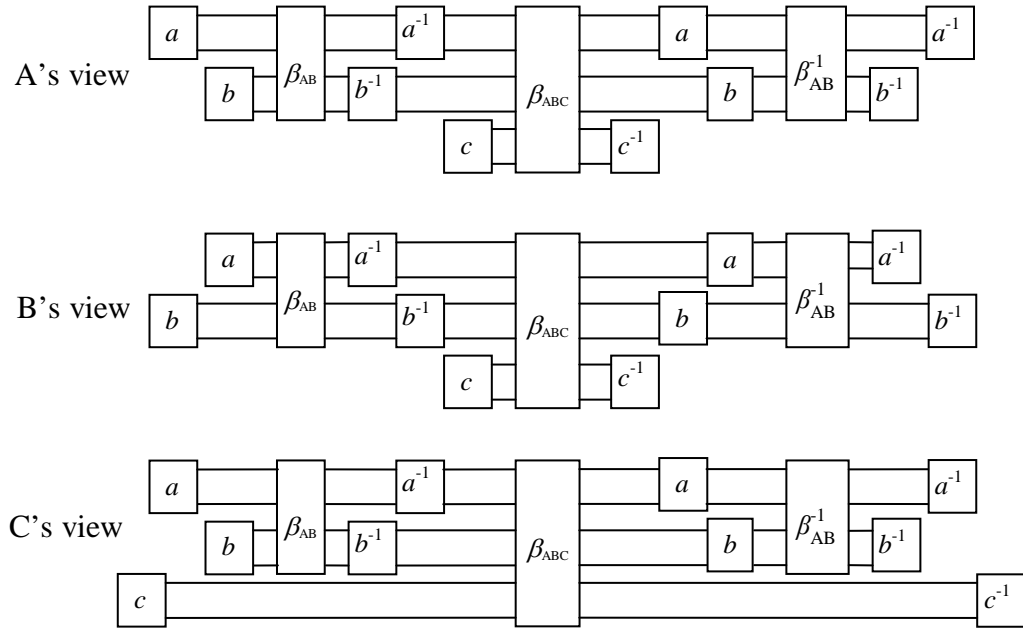 a a⁻¹ a a⁻¹
A's view β_AB β_ABC β⁻¹_AB
b b⁻¹ b b⁻¹
c c⁻¹
a a⁻¹ a a⁻¹
B's view β_AB β_ABC β⁻¹_AB
b b⁻¹ b b⁻¹
c c⁻¹
a a⁻¹ a a⁻¹
C's view β_AB β_ABC β⁻¹_AB
b b⁻¹ b b⁻¹
c c⁻¹